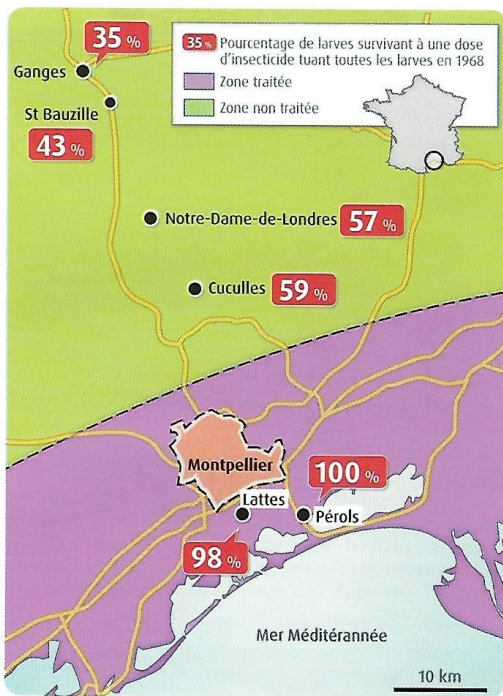 35 %
Ganges
St Bauzille
43 %
35 % Pourcentage de larves survivant à une dose
d'insecticide tuant toutes les larves en 1968
Zone traitée
Zone non traitée
Notre-Dame-de-Londres 57 %
Cuculles 59 %
Montpellier
100 %
Lattes
Pérols
98 %
Mer Méditérannée
10 km